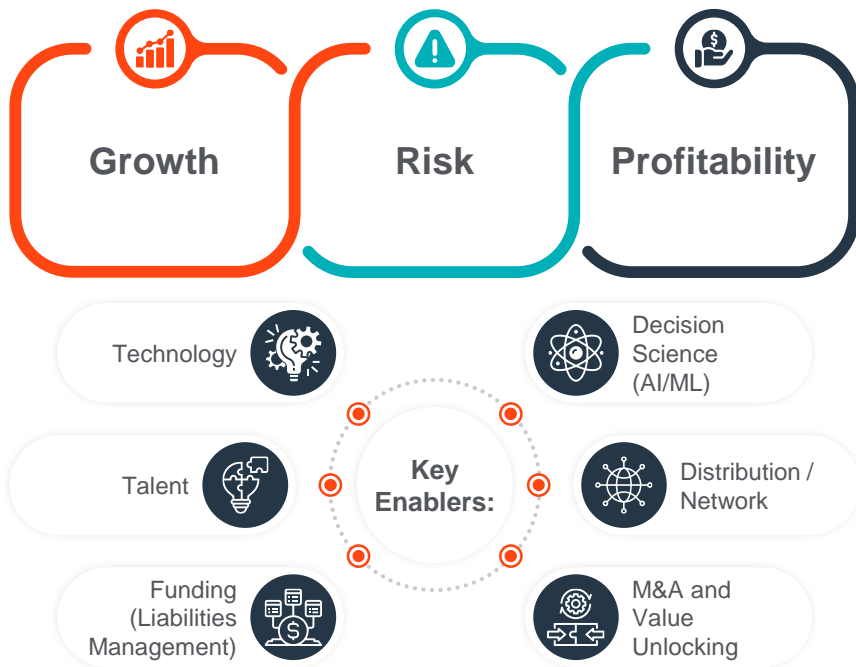 Growth
Risk
Profitability
Technology
Decision
Science
(AI/ML)
Talent
Key
Enablers:
Distribution /
Network
Funding
(Liabilities
Management)
M&A and
Value
Unlocking